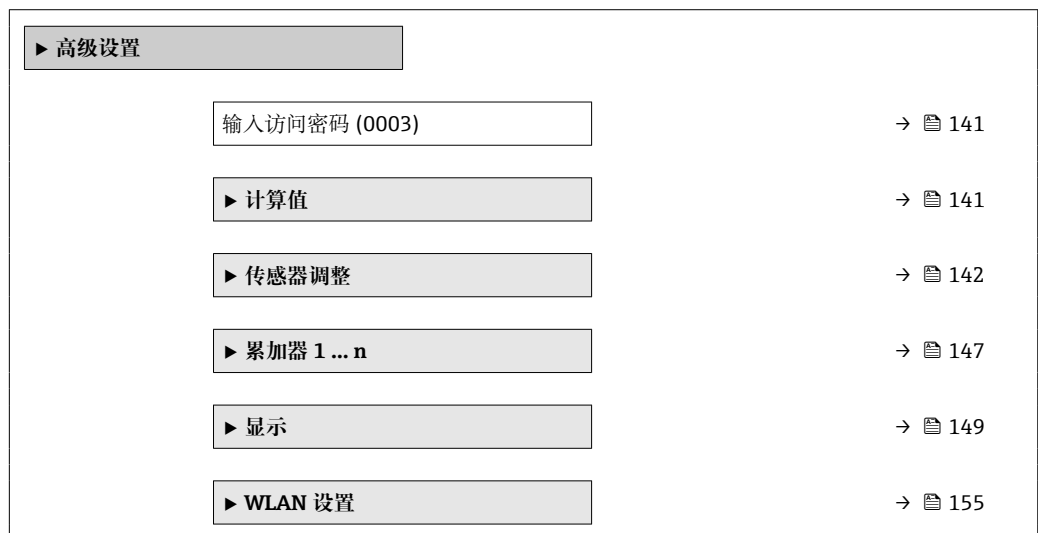 ▶ 高级设置
输入访问密码 (0003) → 🖹 141
▶ 计算值 → 🖹 141
▶ 传感器调整 → 🖹 142
▶ 累加器 1 ... n → 🖹 147
▶ 显示 → 🖹 149
▶ WLAN 设置 → 🖹 155